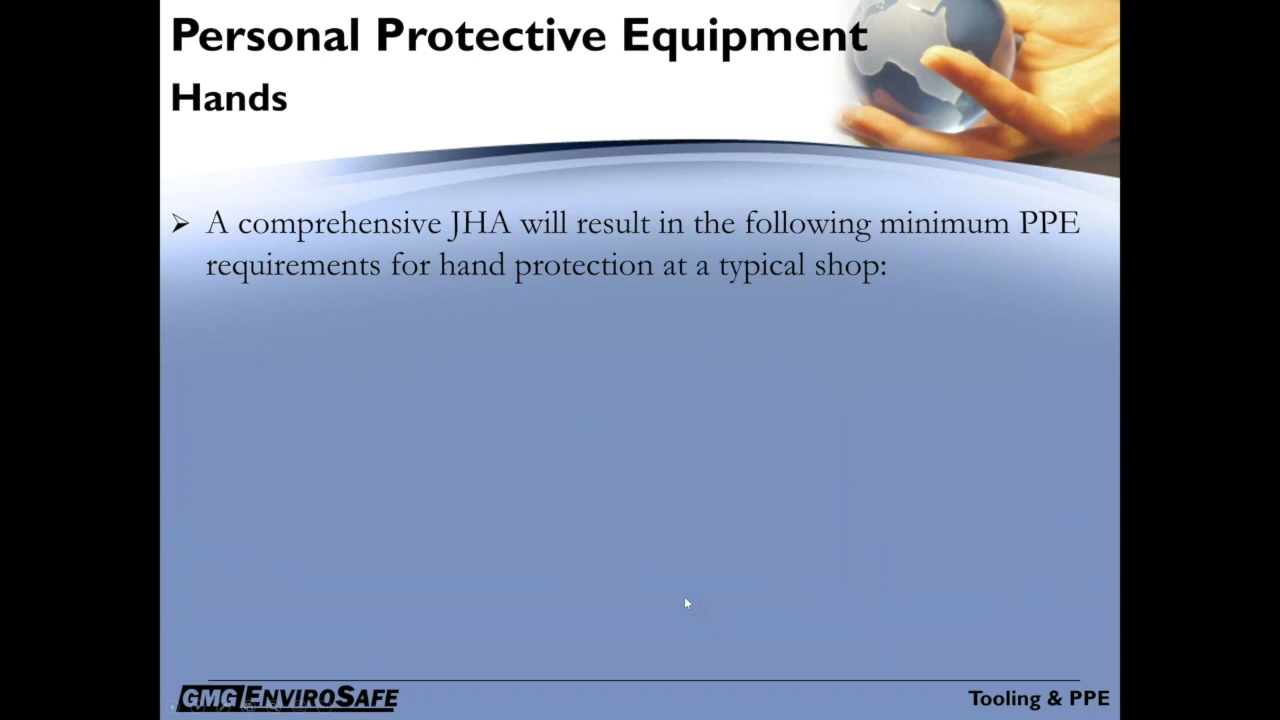 Personal Protective Equipment
Hands
A comprehensive JHA will result in the following minimum PPE
requirements for hand protection at a typical shop:
GMG ENVIROSAFE
Tooling & PPE